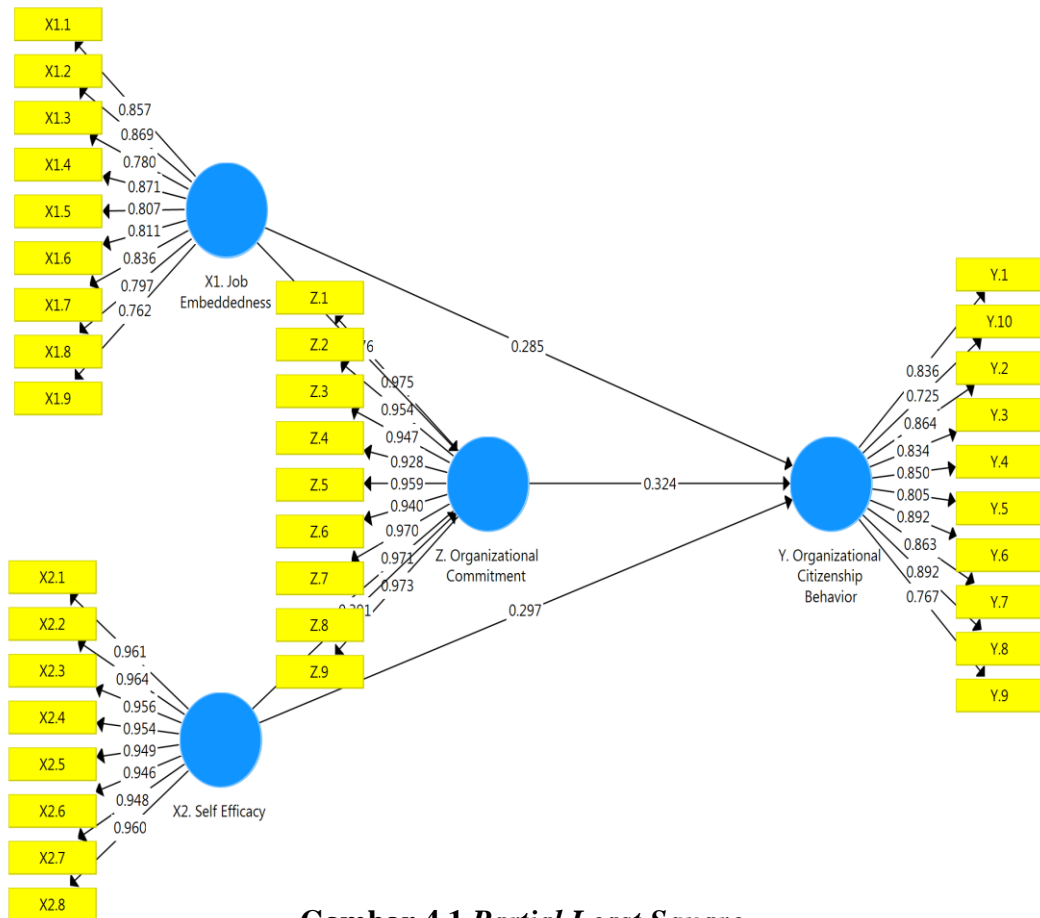 X1.1
X1.2
X1.3
X1.4
X1.5
X1.6
X1.7
X1.8
X1.9
0.857
0.869
0.780
0.871
0.807
0.811
0.836
0.797
0.762
X1. Job
Embeddedness
Z.1
Z.2
Z.3
Z.4
Z.5
Z.6
Z.7
Z.8
Z.9
0.975
0.954
0.947
0.928
0.959
0.940
0.970
0.971
0.973
Z. Organizational
Commitment
0.285
0.324
0.297
X2.1
X2.2
X2.3
X2.4
X2.5
X2.6
X2.7
X2.8
0.961
0.964
0.956
0.954
0.949
0.946
0.948
0.960
X2. Self Efficacy
Y. Organizational
Citizenship
Behavior
0.836
0.725
0.864
0.834
0.850
0.805
0.892
0.863
0.892
0.767
Y.1
Y.10
Y.2
Y.3
Y.4
Y.5
Y.6
Y.7
Y.8
Y.9
Gambar 4.1 Partial Least Square